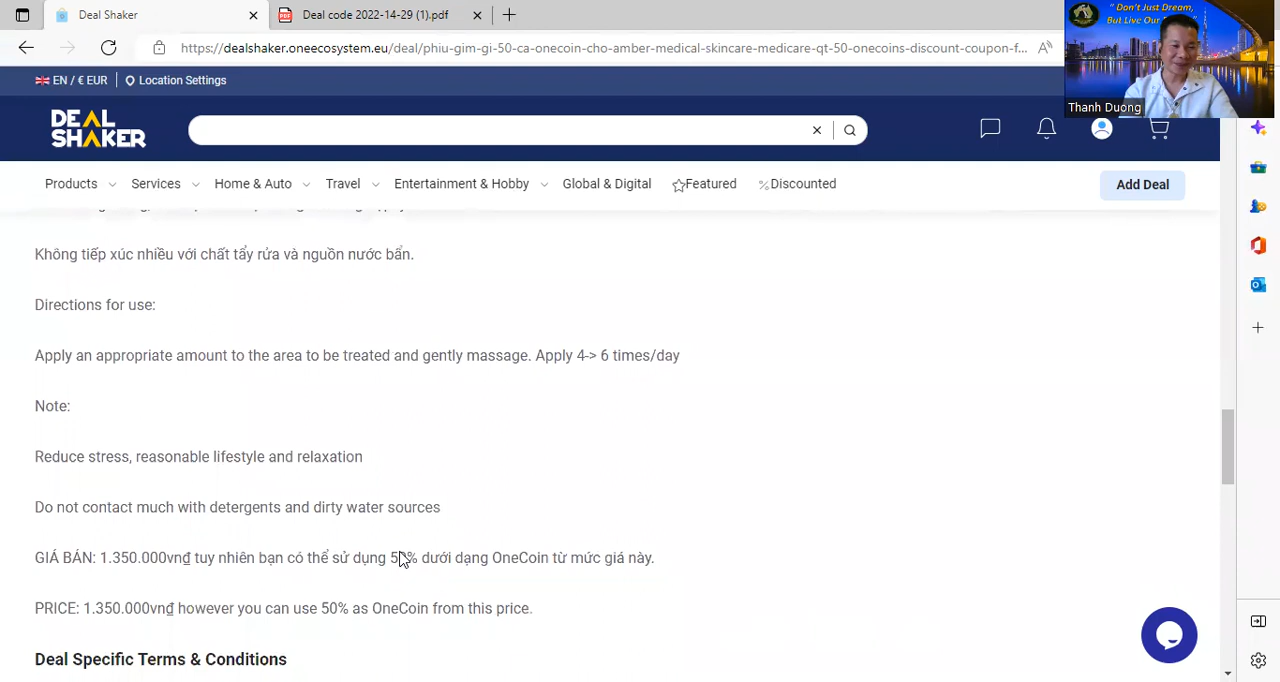 Deal Shaker
Deal code 2022-14-29 (1).pdf
https://dealshaker.oneecosystem.eu/deal/phiu-gim-gi-50-ca-onecoin-cho-amber-medical-skincare-medicare-qt-50-onecoins-discount-coupon-f...
" Don't Just Dream,
But Live Our
Thanh Duong
EN / € EUR
Location Settings
DEAL
SHAKER
Products
Services
Home & Auto
Travel
Entertainment & Hobby
Global & Digital
Featured
Discounted
Add Deal
Không tiếp xúc nhiều với chất tẩy rửa và nguồn nước bẩn.
Directions for use:
Apply an appropriate amount to the area to be treated and gently massage. Apply 4-> 6 times/day
Note:
Reduce stress, reasonable lifestyle and relaxation
Do not contact much with detergents and dirty water sources
GIÁ BÁN: 1.350.000vnđ tuy nhiên bạn có thể sử dụng 50% dưới dạng OneCoin từ mức giá này.
PRICE: 1.350.000vnđ however you can use 50% as OneCoin from this price.
Deal Specific Terms & Conditions